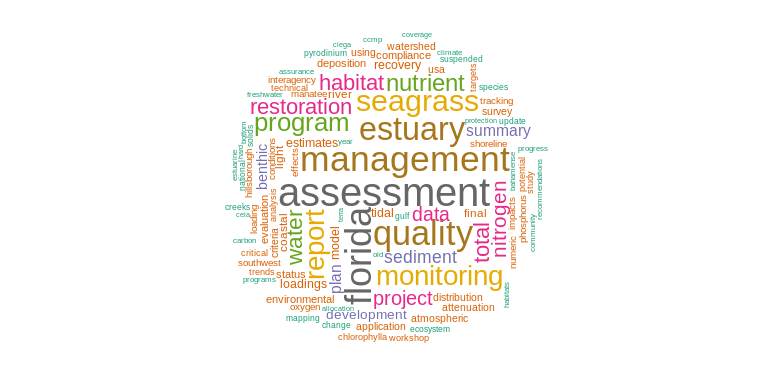 coverage
ccmp
ciega
watershed
pyrodinium
using
compliance
climate
suspended
deposition
recovery
usa
assurance
interagency
technical
habitat
nutrient
targets
species
freshwater
manatee
river
seagrass
tracking
restoration
survey
program
estuary
protection
update
summary
bottom
solids
hard
estimates
year
shoreline
estuarine
national
hillsborough
benthic
conditions
light
effects
management
progress
bahamense
potential
study
recommendations
assessment
creeks
ceia
loading
evaluation
analysis
criteria
coastal
water
report
florida
terra
tidal
gulf
data
final
total
nitrogen
numeric
impacts
phosphorus
community
quality
carbon
critical
southwest
trends
programs
status
loadings
plan
model
old
sediment
monitoring
habitats
environmental
oxygen
allocation
project
distribution
attenuation
mapping
development
atmospheric
change
application
ecosystem
chlorophylla
workshop